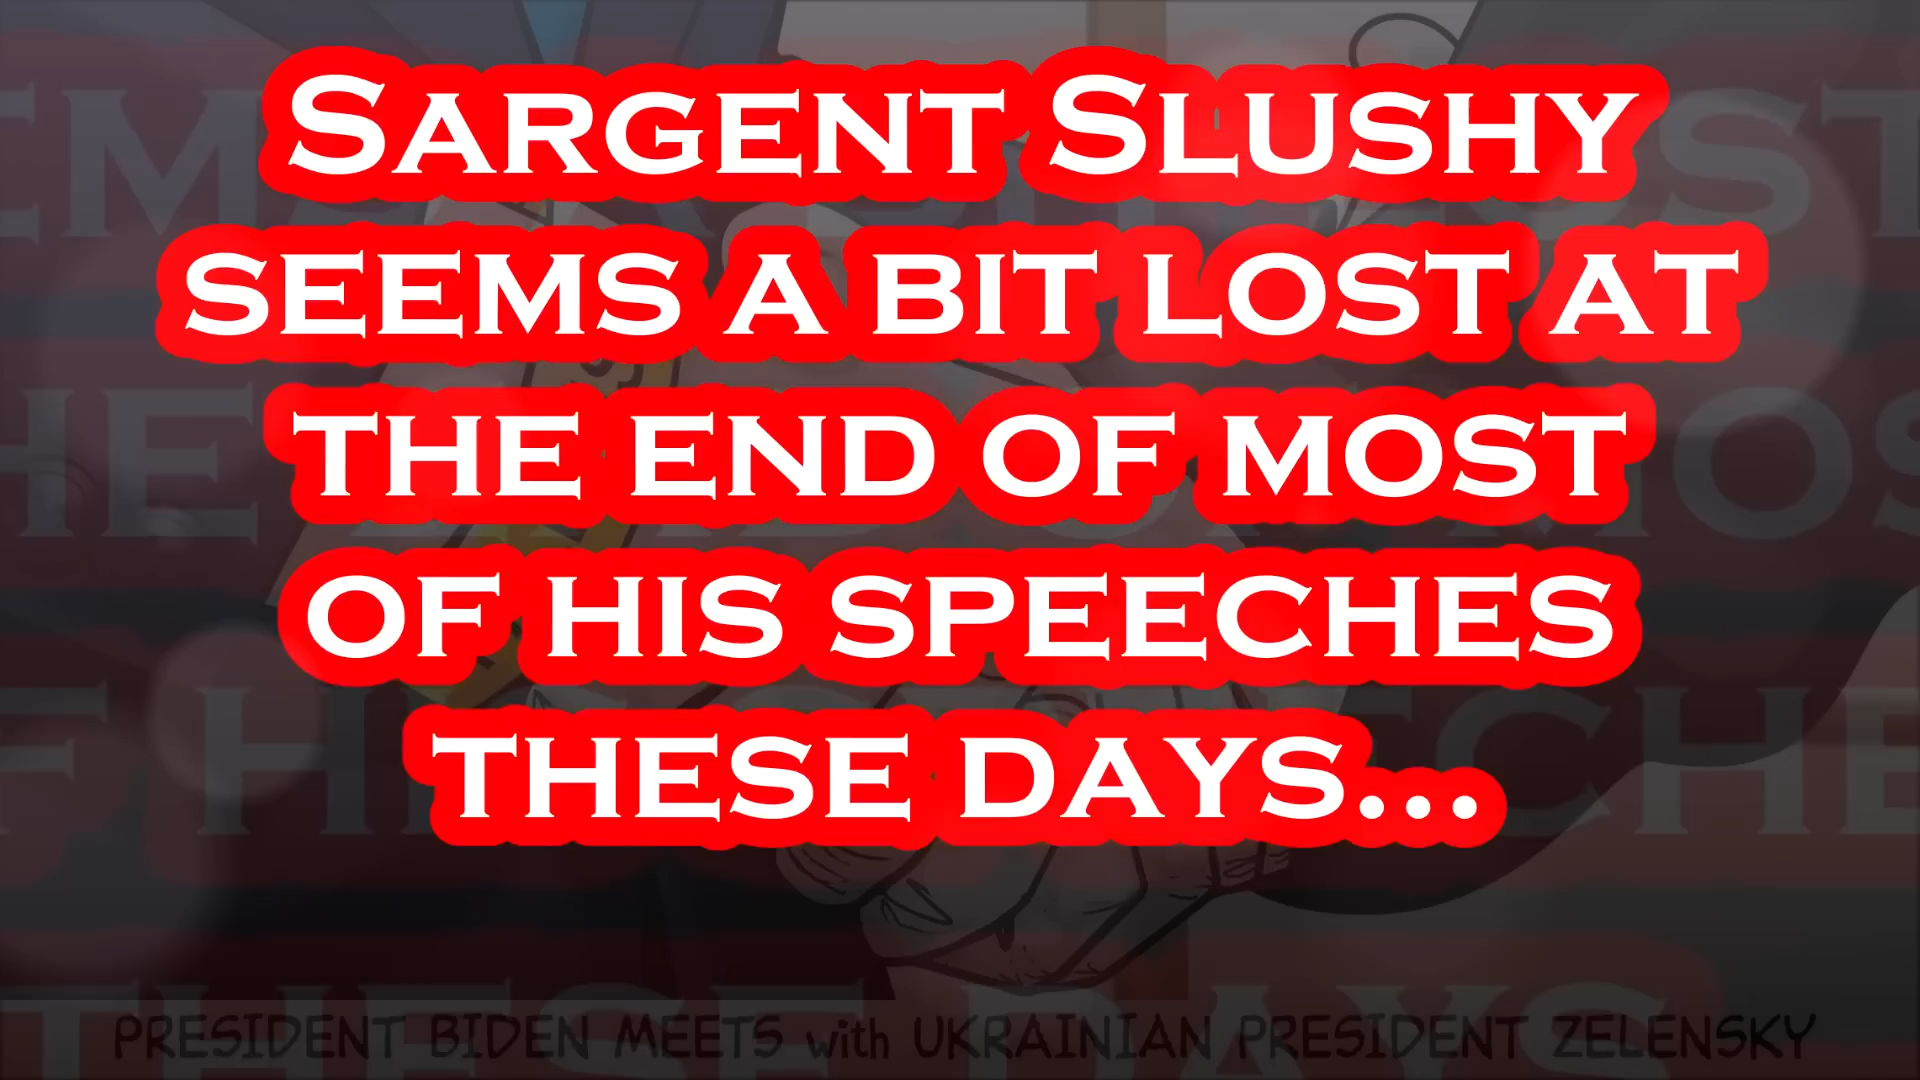 Sargent Slushy
seems a bit lost at
the end of most
of his speeches
these days...
PRESIDENT BIDEN MEETS with UKRAINIAN PRESIDENT ZELENSKY